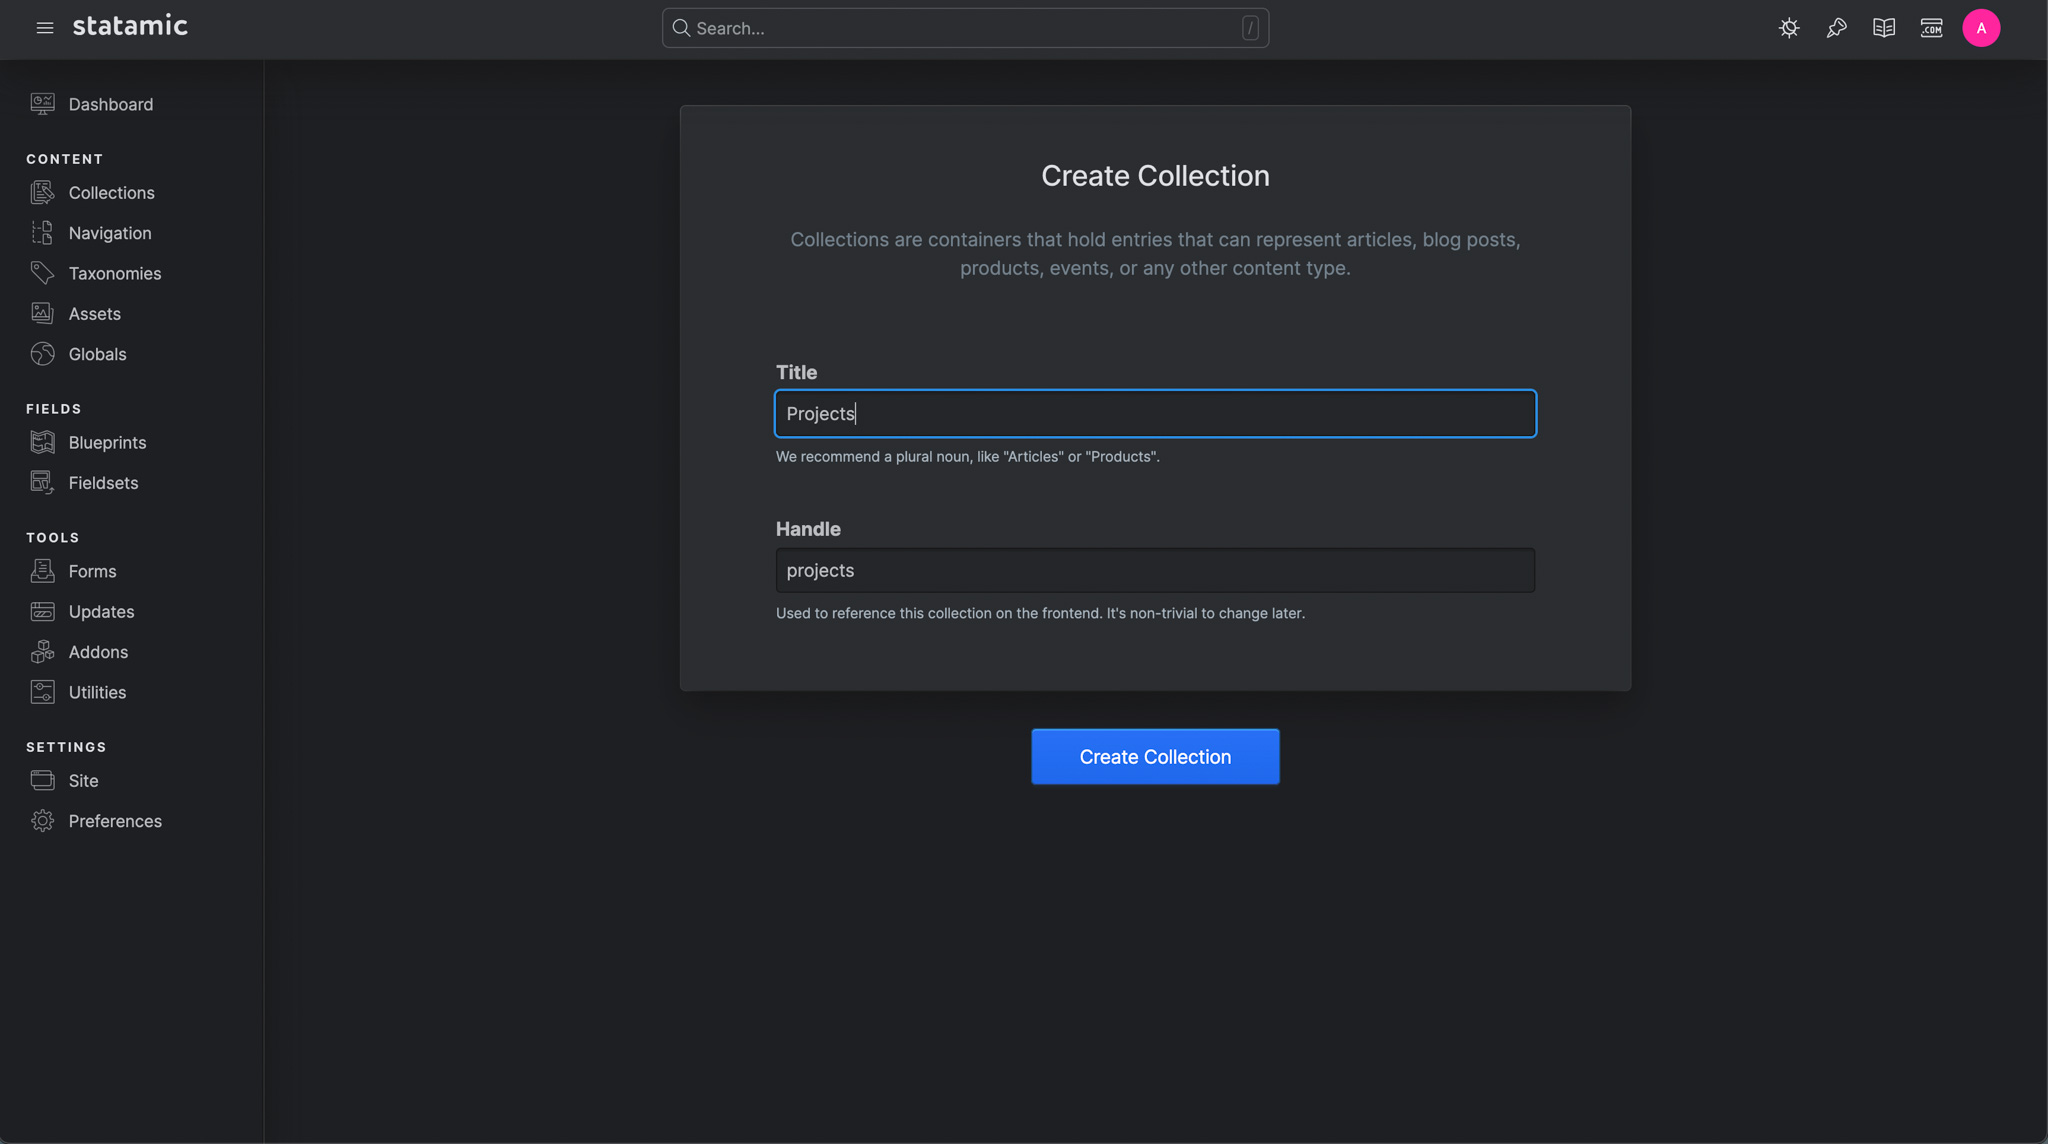 statamic
Search...
/
.COM
A
Dashboard
CONTENT
Collections
Navigation
Taxonomies
Assets
Globals
FIELDS
Blueprints
Fieldsets
TOOLS
Forms
Updates
Addons
Utilities
SETTINGS
Site
Preferences
Create Collection
Collections are containers that hold entries that can represent articles, blog posts,
products, events, or any other content type.
Title
Projects
We recommend a plural noun, like "Articles" or "Products".
Handle
projects
Used to reference this collection on the frontend. It's non-trivial to change later.
Create Collection